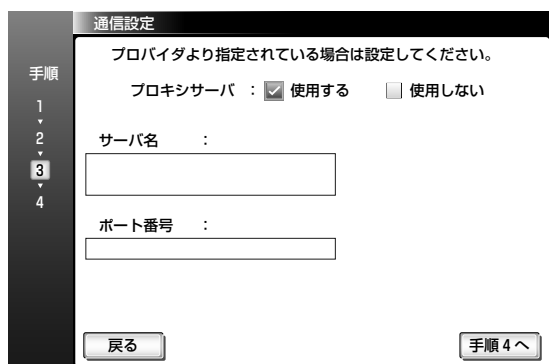 通信設定
プロバイダより指定されている場合は設定してください。
手順
1
2
3
4
プロキシサーバ : 使用する 使用しない
サーバ名 :
ポート番号 :
戻る
手順4へ